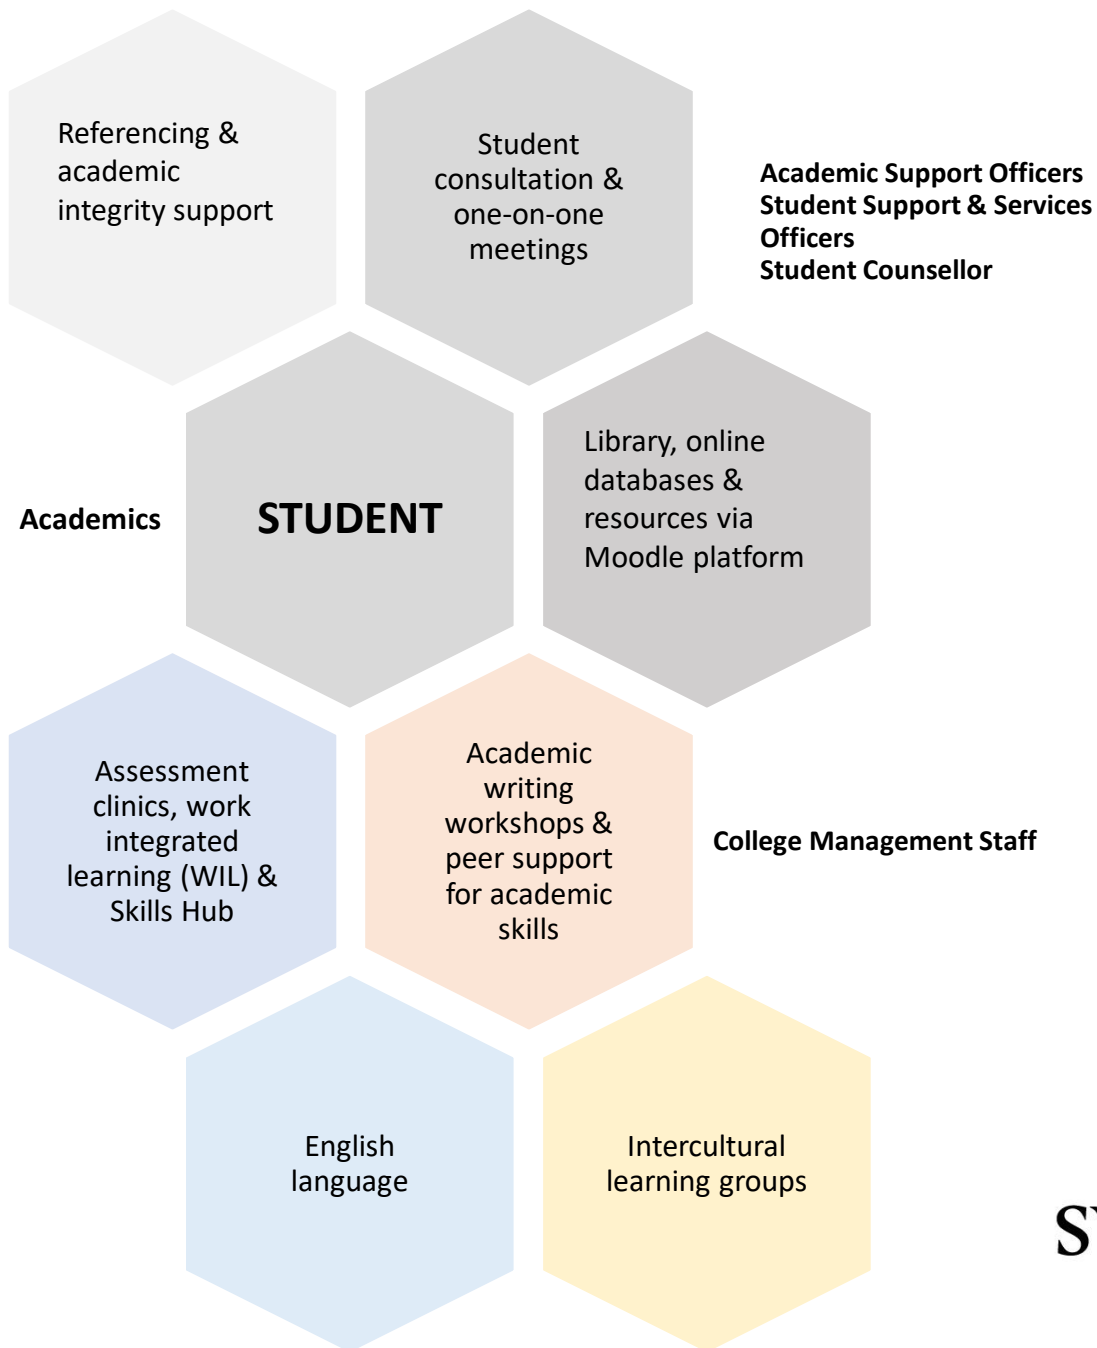 Referencing &
academic
integrity support
Student
consultation &
one-on-one
meetings
Academic Support Officers
Student Support & Services
Officers
Student Counsellor
Academics
STUDENT
Library, online
databases &
resources via
Moodle platform
Assessment
clinics, work
integrated
learning (WIL) &
Skills Hub
Academic
writing
workshops &
peer support
for academic
skills
College Management Staff
English
language
Intercultural
learning groups